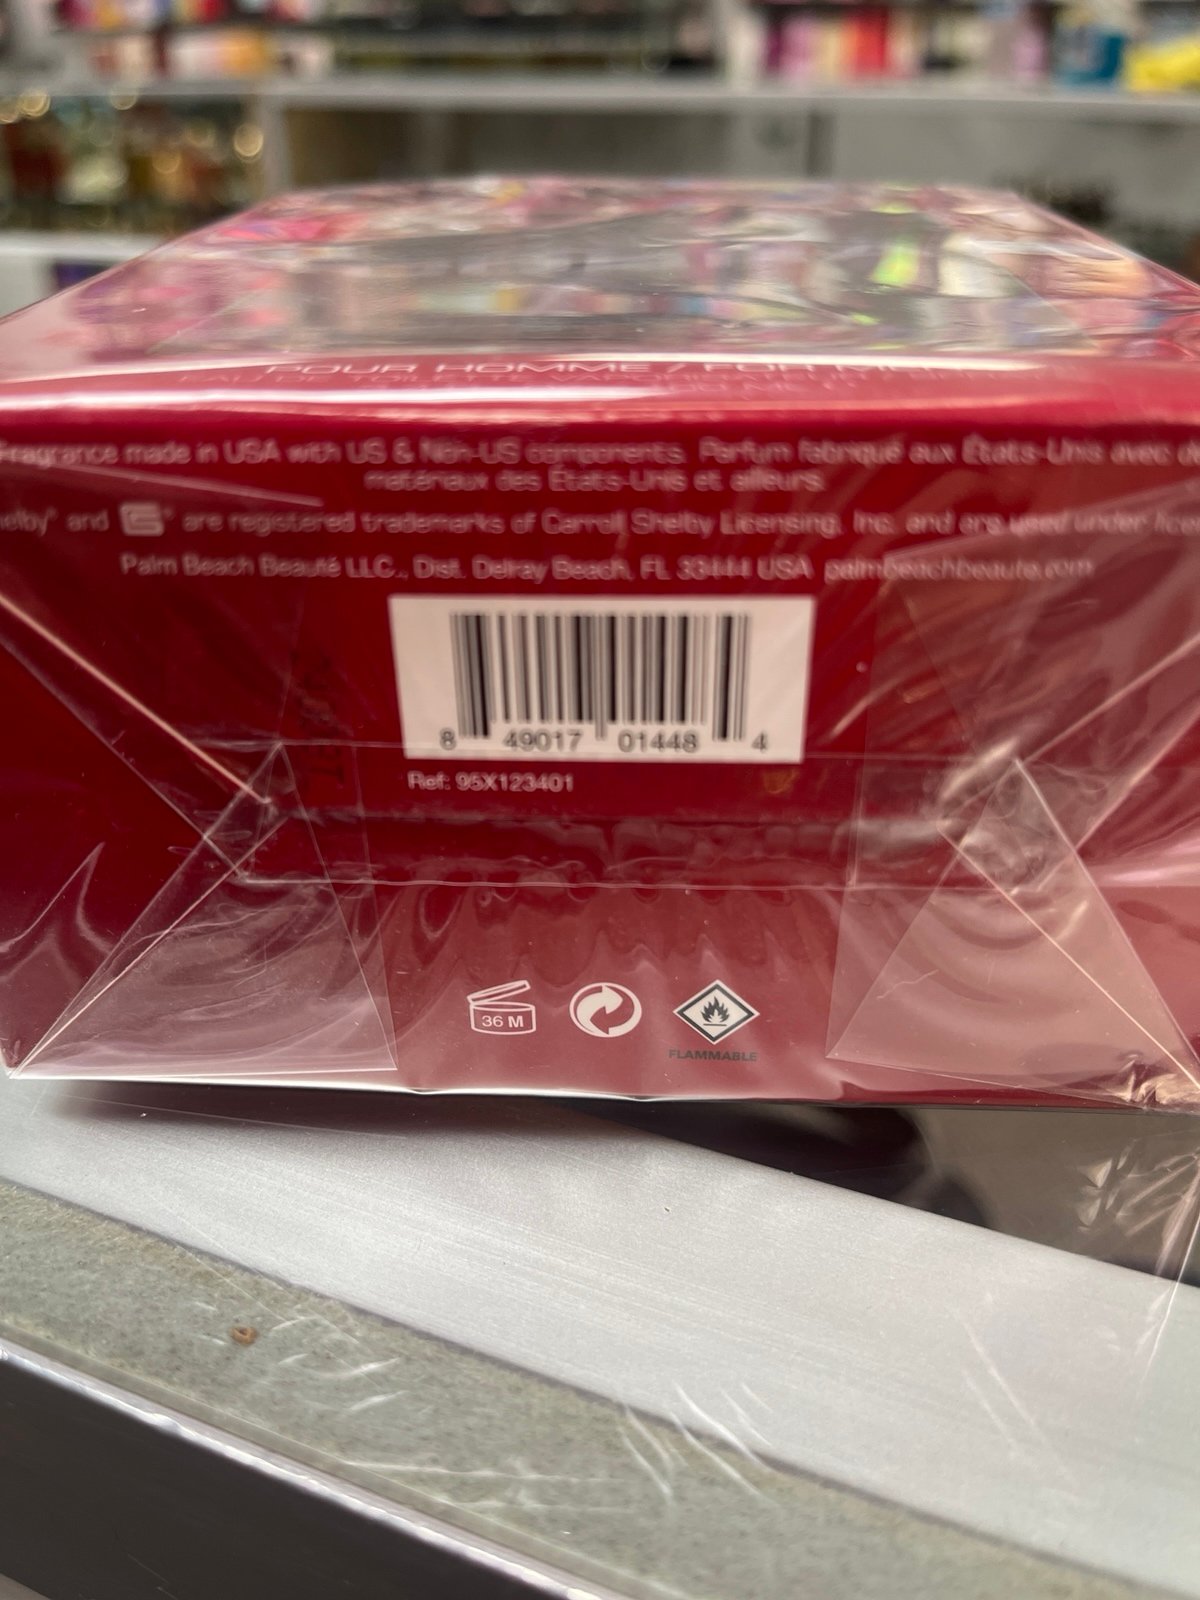 POUR HOMME / FOR
Fragrance made in USA with US & Non-US components. Parfum fabriqué aux États-Unis avec
matériaux des États-Unis et ailleurs.
and ® are registered trademarks of Carroll Shelby Licensing, Inc. and are used under
Palm Beach Beauté LLC., Dist. Delray Beach, FL 33444 USA palmbeachbeaute.com
8 49017 01448 4
Ref: 95X123401
36 M
FLAMMABLE